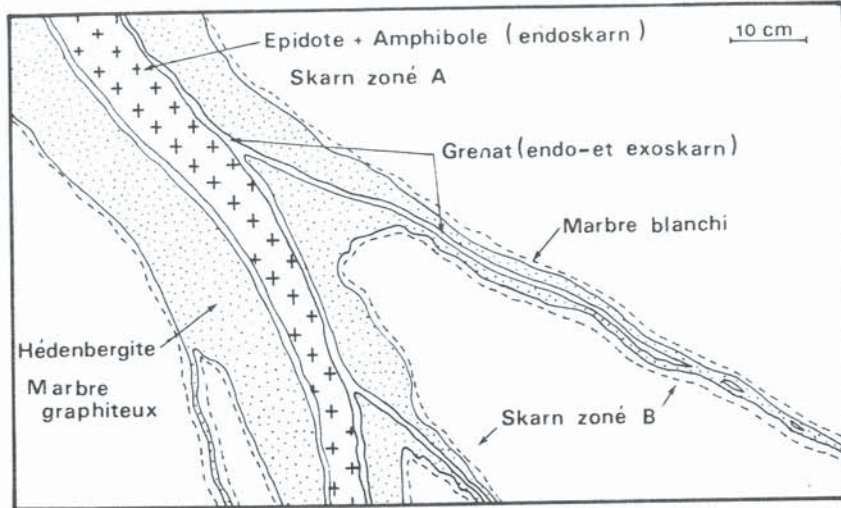 Epidote + Amphibole (endoskarn)
10 cm
Skarn zoné A
Grenat (endo-et exoskarn)
Marbre blanchi
Hédenbergite
Marbre
graphiteux
Skarn zoné B